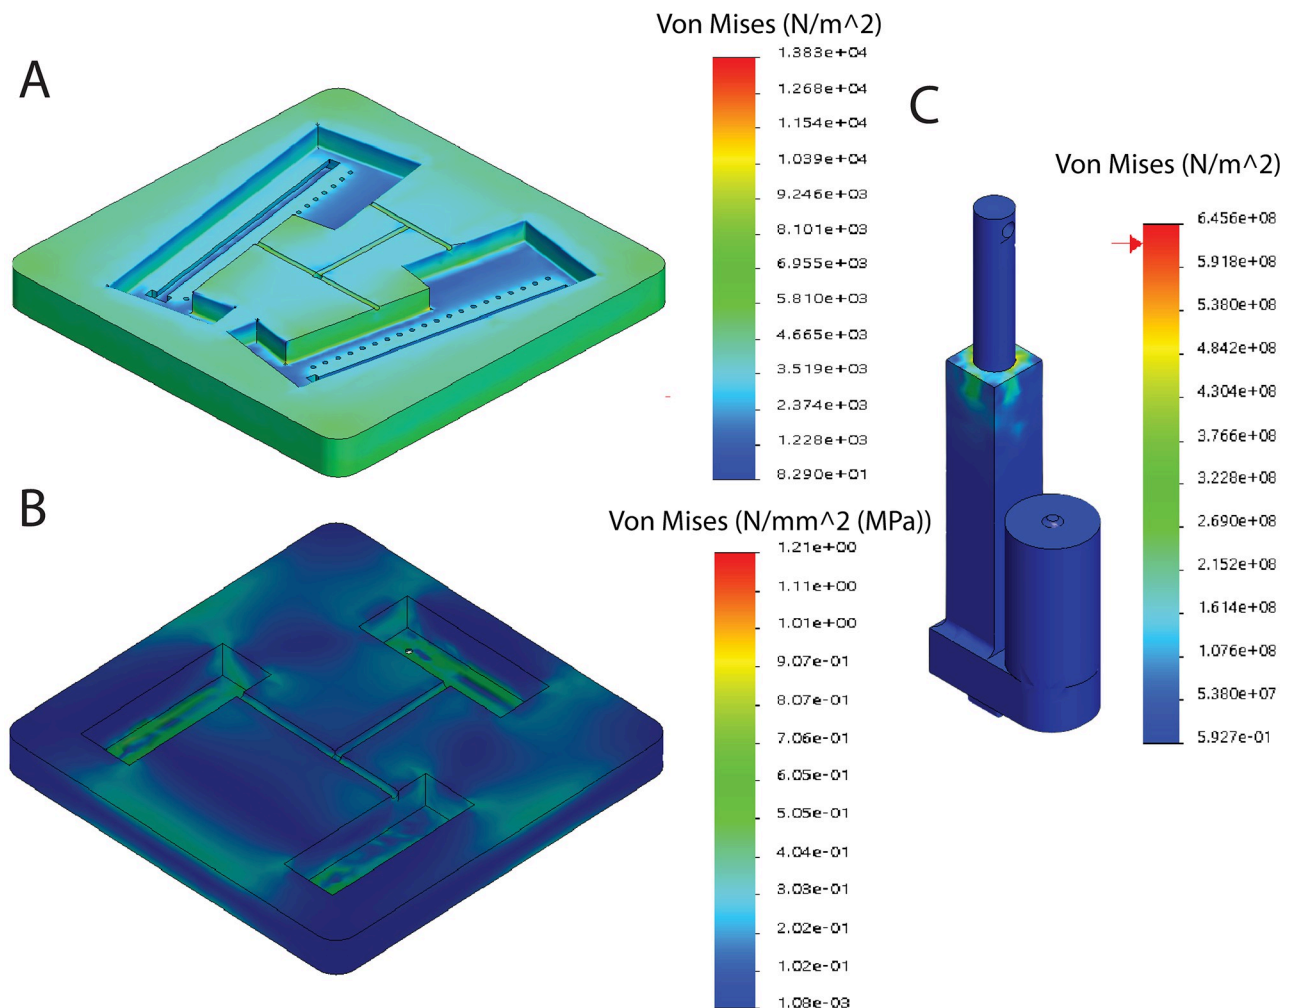 A
Von Mises (N/m^2)
1.383e+04
1.268e+04
1.154e+04
1.039e+04
9.246e+03
8.101e+03
6.955e+03
5.810e+03
4.665e+03
3.519e+03
2.374e+03
1.228e+03
8.290e+01
B
Von Mises (N/mm^2 (MPa))
1.21e+00
1.11e+00
1.01e+00
9.07e-01
8.07e-01
7.06e-01
6.05e-01
5.05e-01
4.04e-01
3.03e-01
2.02e-01
1.02e-01
1.08e-03
C
Von Mises (N/m^2)
6.456e+08
5.918e+08
5.380e+08
4.842e+08
4.304e+08
3.766e+08
3.228e+08
2.690e+08
2.152e+08
1.614e+08
1.076e+08
5.380e+07
5.927e-01